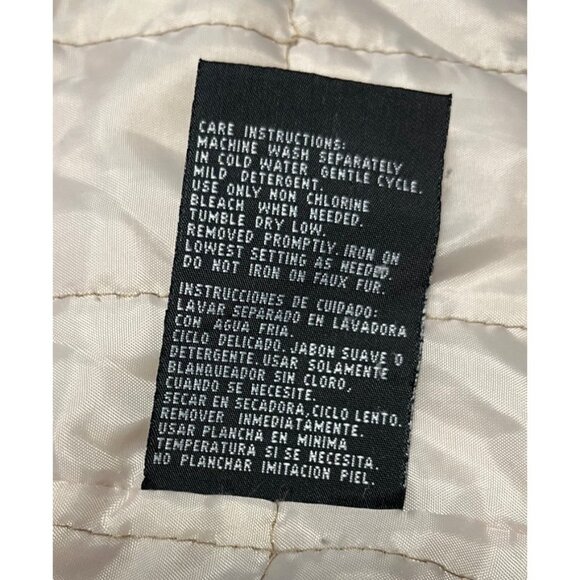 CARE INSTRUCTIONS:
MACHINE WASH SEPARATELY
IN COLD WATER GENTLE CYCLE.
MILD DETERGENT.
USE ONLY NON CHLORINE
BLEACH WHEN NEEDED.
TUMBLE DRY LOW.
REMOVED PROMPTLY. IRON ON
LOWEST SETTING AS NEEDED.
DO NOT IRON ON FAUX FUR.
INSTRUCCIONES DE CUIDADO:
LAVAR SEPARADO EN LAVADORA
CON AGUA FRIA.
CICLO DELICADO. JABON SUAVE O
DETERGENTE. USAR SOLAMENTE
BLANQUEADOR SIN CLORO,
CUANDO SE NECESITE.
SECAR EN SECADORA, CICLO LENTO.
REMOVER INMEDIATAMENTE.
USAR PLANCHA EN MINIMA
TEMPERATURA SI SE NECESITA.
NO PLANCHAR IMITACION PIEL.